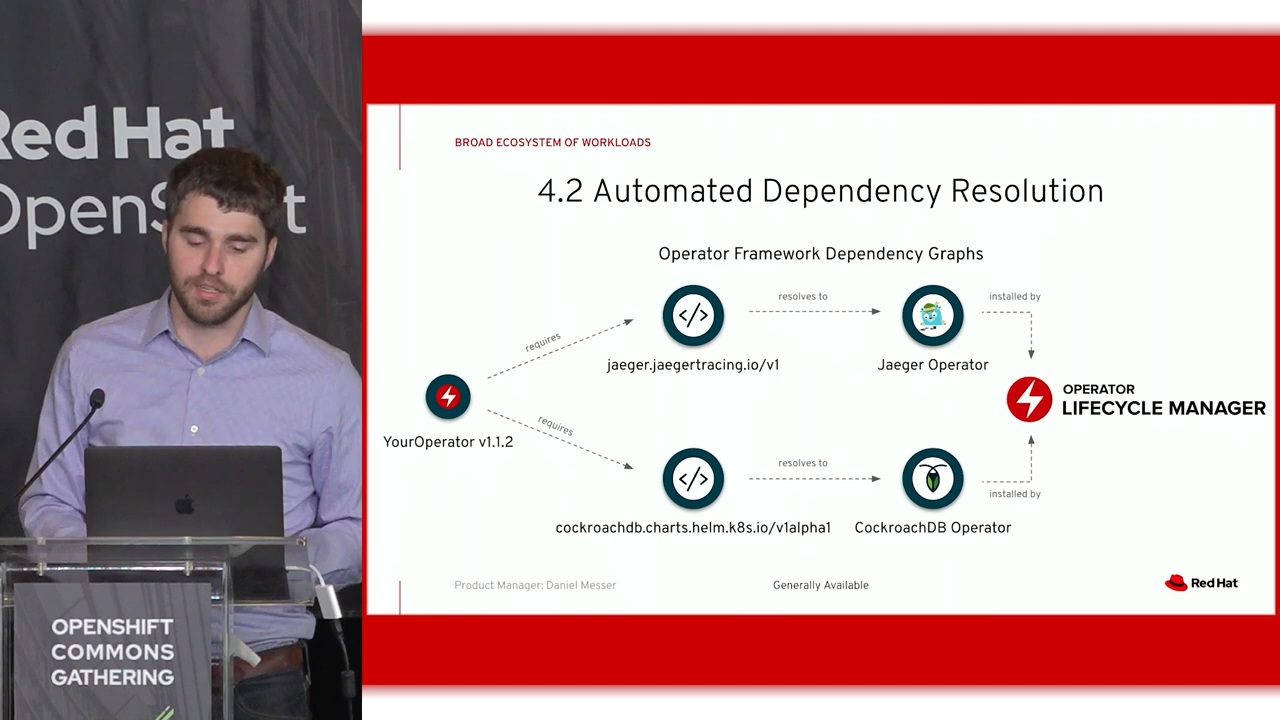 Red Hat
OpenShift
OPENSHIFT
COMMONS
GATHERING
BROAD ECOSYSTEM OF WORKLOADS
4.2 Automated Dependency Resolution
Operator Framework Dependency Graphs
requires
resolves to
installed by
jaeger.jaegertracing.io/v1
Jaeger Operator
OPERATOR
LIFECYCLE MANAGER
YourOperator v1.1.2
requires
resolves to
installed by
cockroachdb.charts.helm.k8s.io/v1alpha1
CockroachDB Operator
Product Manager: Daniel Messer
Generally Available
Red Hat